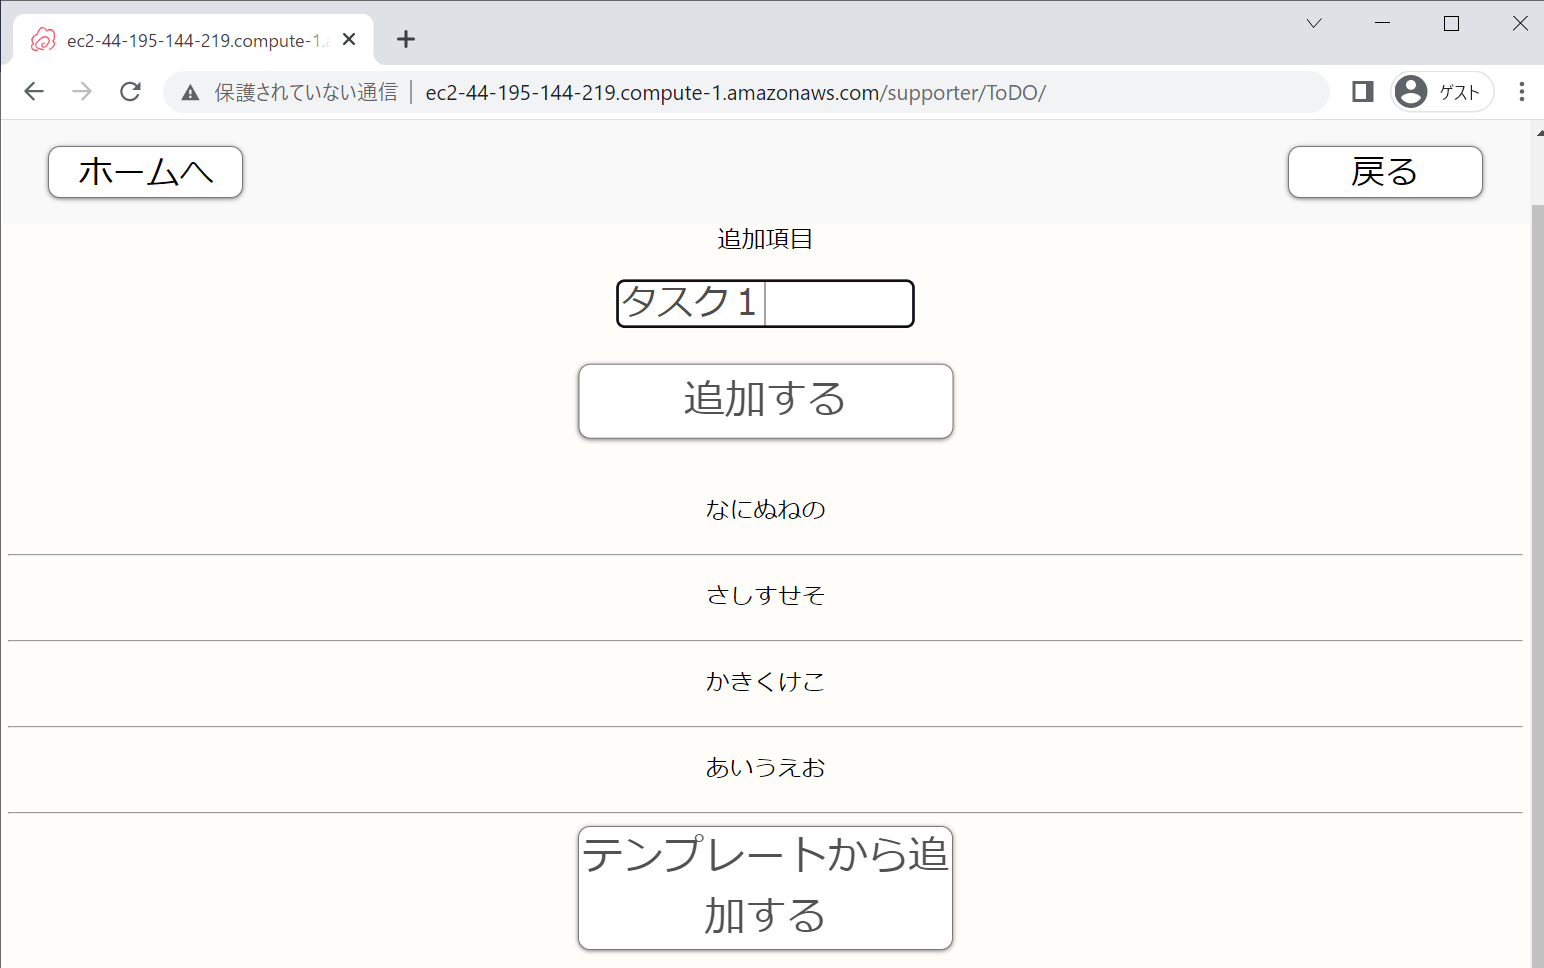 ec2-44-195-144-219.compute-1.a
保護されていない通信 ec2-44-195-144-219.compute-1.amazonaws.com/supporter/ToDO/ ゲスト
ホームへ 戻る
追加項目
タスク１
追加する
なにぬねの
さしすせそ
かきくけこ
あいうえお
テンプレートから追
加する